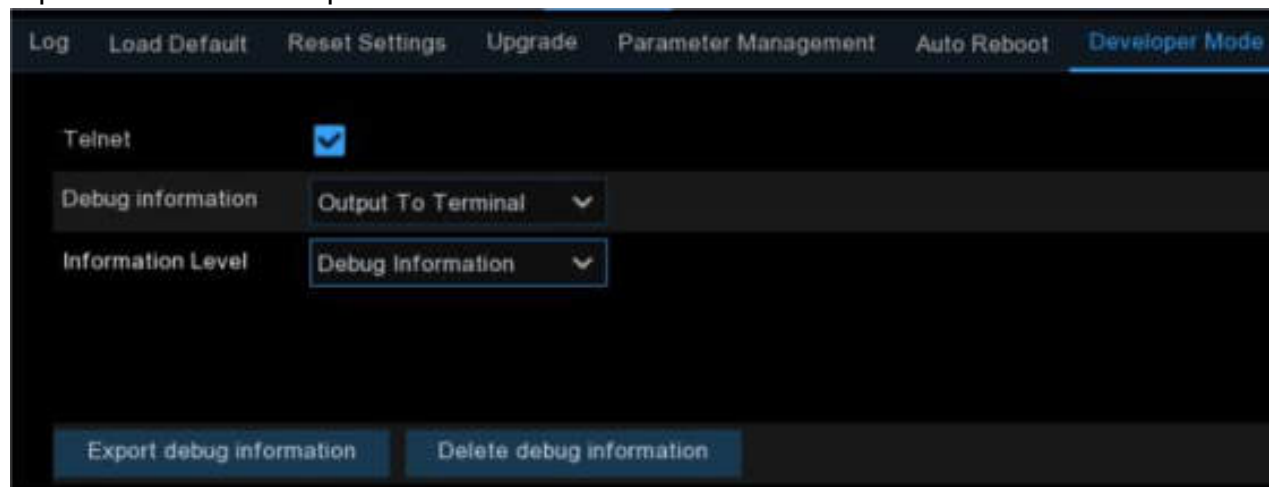 Log Load Default Reset Settings Upgrade Parameter Management Auto Reboot Developer Mode
Telnet
Debug information Output To Terminal
Information Level Debug Information
Export debug information Delete debug information